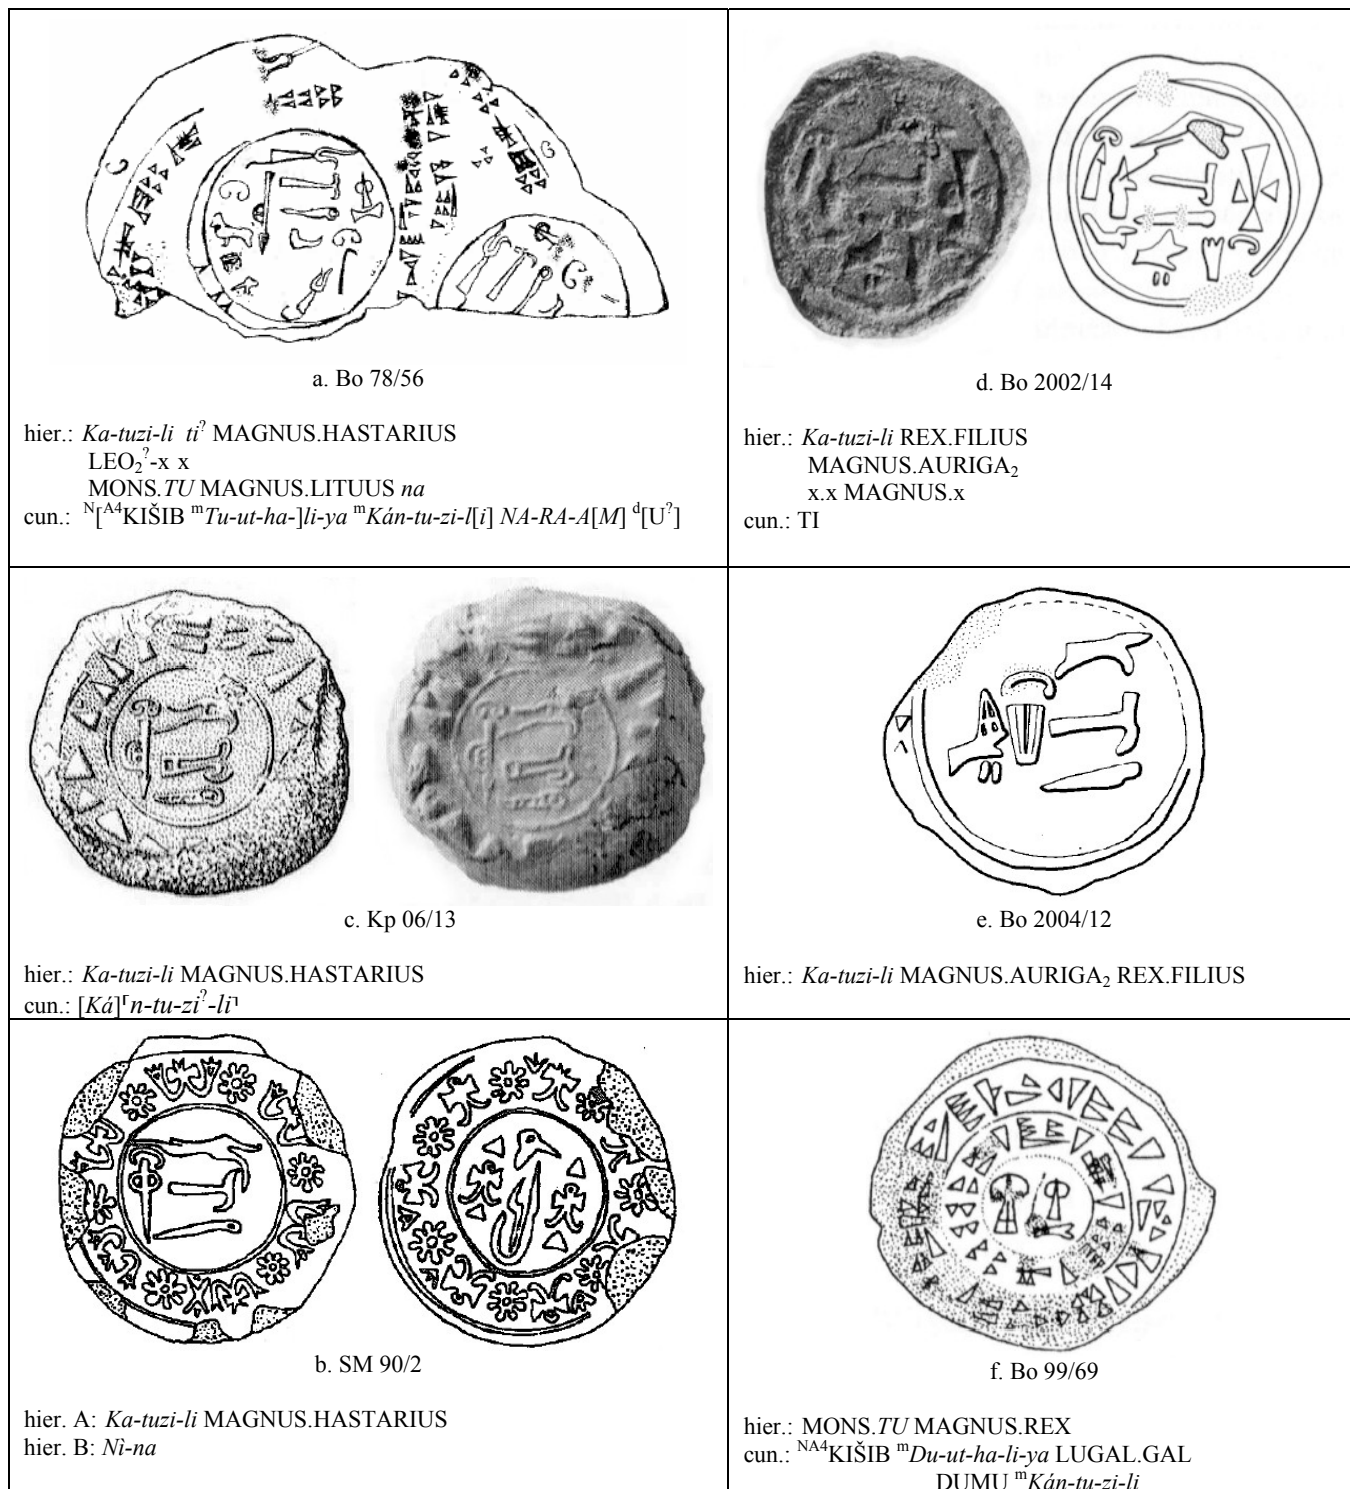 a. Bo 78/56
hier.: Ka-tuzi-li ti? MAGNUS.HASTARIUS
LEO₂?-x x
MONS.TU MAGNUS.LITUUS na
cun.: ᴺ[ᴬ⁴KIŠIB ᵐTu-ut-ha-]li-ya ᵐKán-tu-zi-l[i] NA-RA-A[M] ᵈ[U?]
d. Bo 2002/14
hier.: Ka-tuzi-li REX.FILIUS
MAGNUS.AURIGA₂
x.x MAGNUS.x
cun.: TI
c. Kp 06/13
hier.: Ka-tuzi-li MAGNUS.HASTARIUS
cun.: [Ká]⸢n-tu-zi?-li⸣
e. Bo 2004/12
hier.: Ka-tuzi-li MAGNUS.AURIGA₂ REX.FILIUS
b. SM 90/2
hier. A: Ka-tuzi-li MAGNUS.HASTARIUS
hier. B: Nì-na
f. Bo 99/69
hier.: MONS.TU MAGNUS.REX
cun.: ᴺᴬ⁴KIŠIB ᵐDu-ut-ha-li-ya LUGAL.GAL
DUMU ᵐKán-tu-zi-li